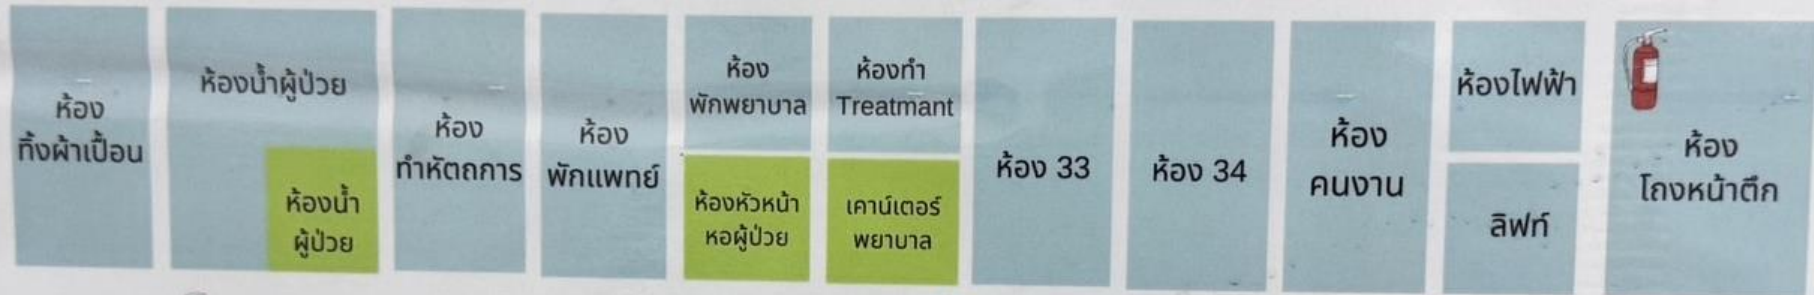 ห้อง
ทิ้งผ้าเปื้อน
ห้องน้ำผู้ป่วย
ห้องน้ำ
ผู้ป่วย
ห้อง
ทำหัตถการ
ห้อง
พักแพทย์
ห้อง
พักพยาบาล
ห้องหัวหน้า
หอผู้ป่วย
ห้องทำ
Treatmant
เคาน์เตอร์
พยาบาล
ห้อง 33
ห้อง 34
ห้อง
คนงาน
ห้องไฟฟ้า
ลิฟท์
ห้อง
โถงหน้าตึก